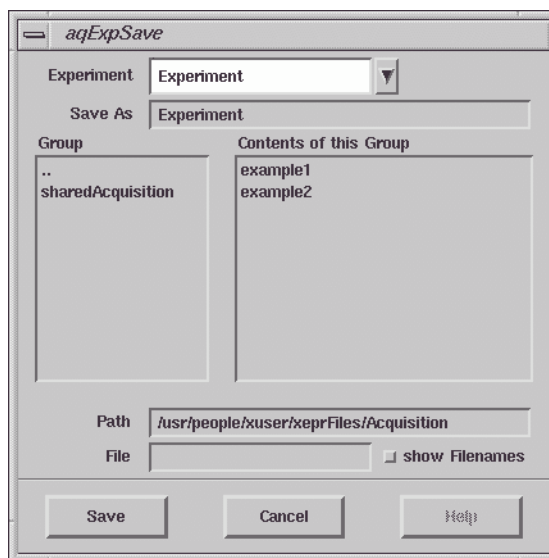 aqExpSave
Experiment Experiment
Save As Experiment
Group Contents of this Group
.. example1
sharedAcquisition example2
Path /usr/people/xuser/xeprFiles/Acquisition
File show Filenames
Save Cancel Help